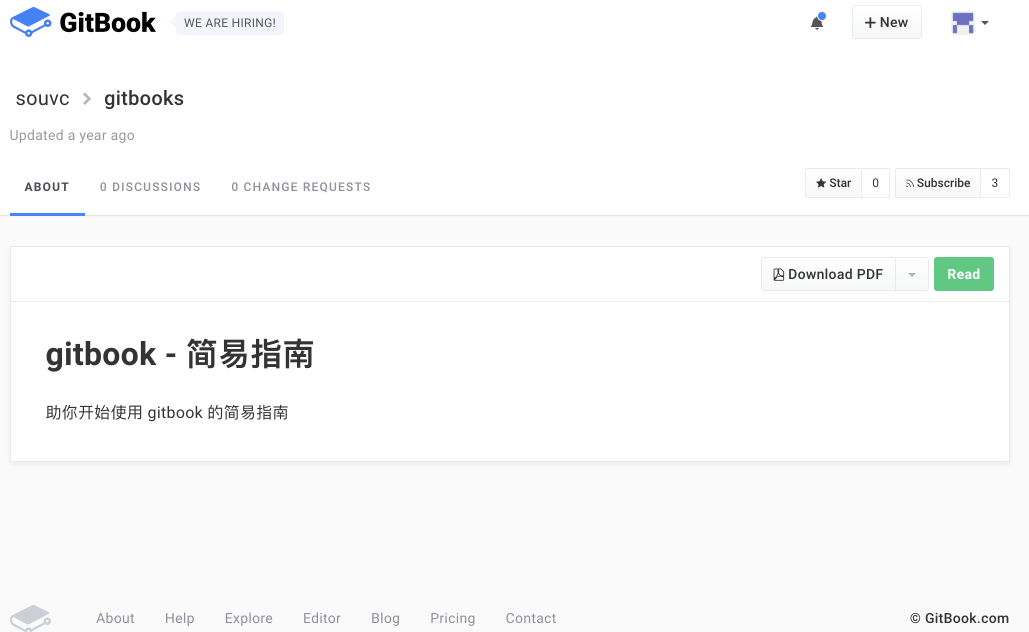 GitBook WE ARE HIRING! New
souvc > gitbooks
Updated a year ago
ABOUT 0 DISCUSSIONS 0 CHANGE REQUESTS Star 0 Subscribe 3
Download PDF Read
gitbook - 简易指南
助你开始使用 gitbook 的简易指南
About Help Explore Editor Blog Pricing Contact © GitBook.com